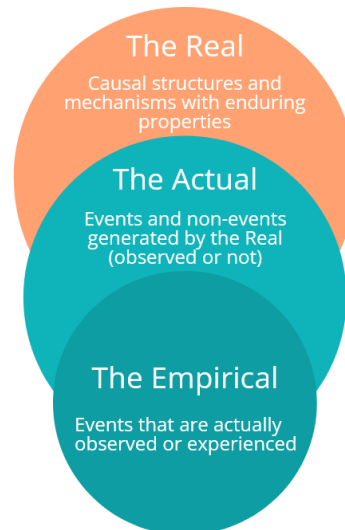 The Real
Causal structures and
mechanisms with enduring
properties
The Actual
Events and non-events
generated by the Real
(observed or not)
The Empirical
Events that are actually
observed or experienced